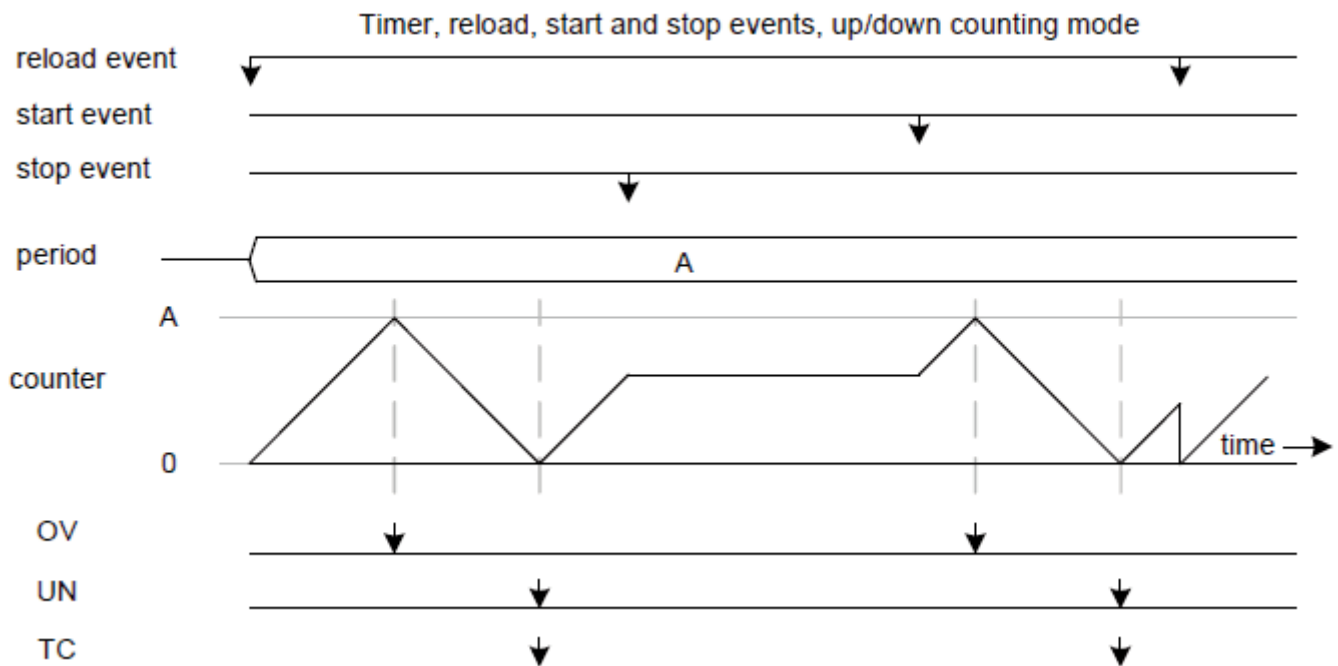 Timer, reload, start and stop events, up/down counting mode
reload event
start event
stop event
period
A
A
counter
time
0
OV
UN
TC